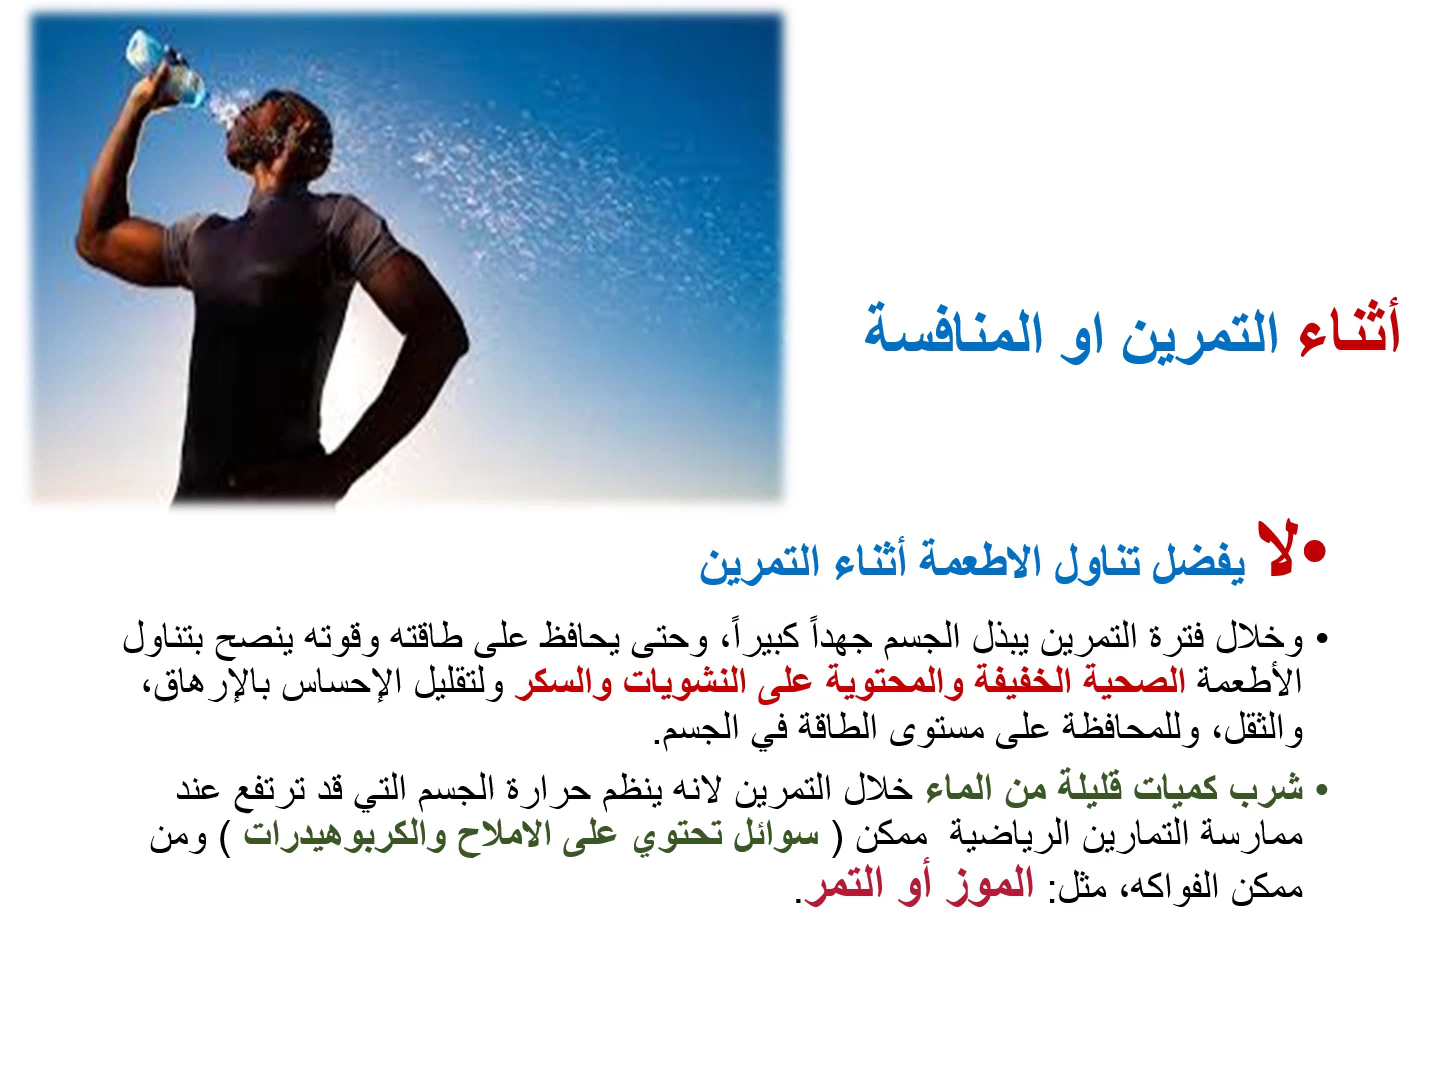 أثناء التمرين او المنافسة
•لا يفضل تناول الاطعمة أثناء التمرين
• وخلال فترة التمرين يبذل الجسم جهداً كبيراً، وحتى يحافظ على طاقته وقوته ينصح بتناول
الأطعمة الصحية الخفيفة والمحتوية على النشويات والسكر ولتقليل الإحساس بالإرهاق،
والثقل، وللمحافظة على مستوى الطاقة في الجسم.
• شرب كميات قليلة من الماء خلال التمرين لانه ينظم حرارة الجسم التي قد ترتفع عند
ممارسة التمارين الرياضية ممكن ( سوائل تحتوي على الاملاح والكربوهيدرات ) ومن
ممكن الفواكه، مثل: الموز أو التمر.